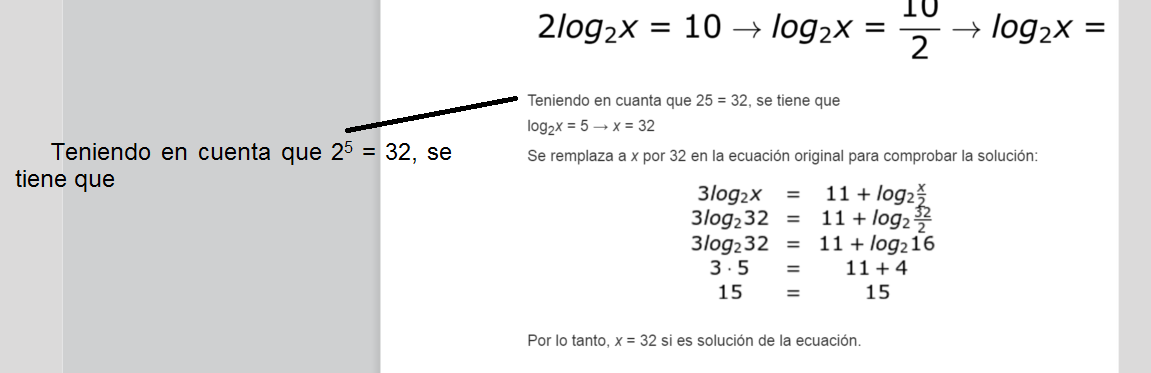 2log₂x = 10 → log₂x = 10/2 → log₂x =
Teniendo en cuanta que 25 = 32, se tiene que
log₂x = 5 → x = 32
Teniendo en cuenta que 2⁵ = 32, se
tiene que
Se remplaza a x por 32 en la ecuación original para comprobar la solución:
3log₂x = 11 + log₂ x/2
3log₂32 = 11 + log₂ 32/2
3log₂32 = 11 + log₂16
3 · 5 = 11 + 4
15 = 15
Por lo tanto, x = 32 si es solución de la ecuación.